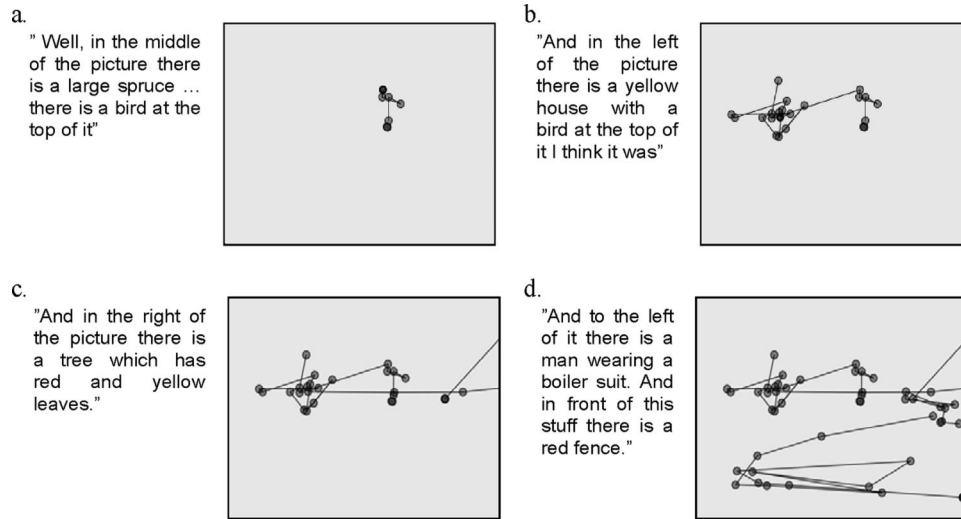 a.
” Well, in the middle
of the picture there
is a large spruce ...
there is a bird at the
top of it”
b.
”And in the left
of the picture
there is a yellow
house with a
bird at the top of
it I think it was”
c.
”And in the right of
the picture there is
a tree which has
red and yellow
leaves.”
d.
”And to the left
of it there is a
man wearing a
boiler suit. And
in front of this
stuff there is a
red fence.”